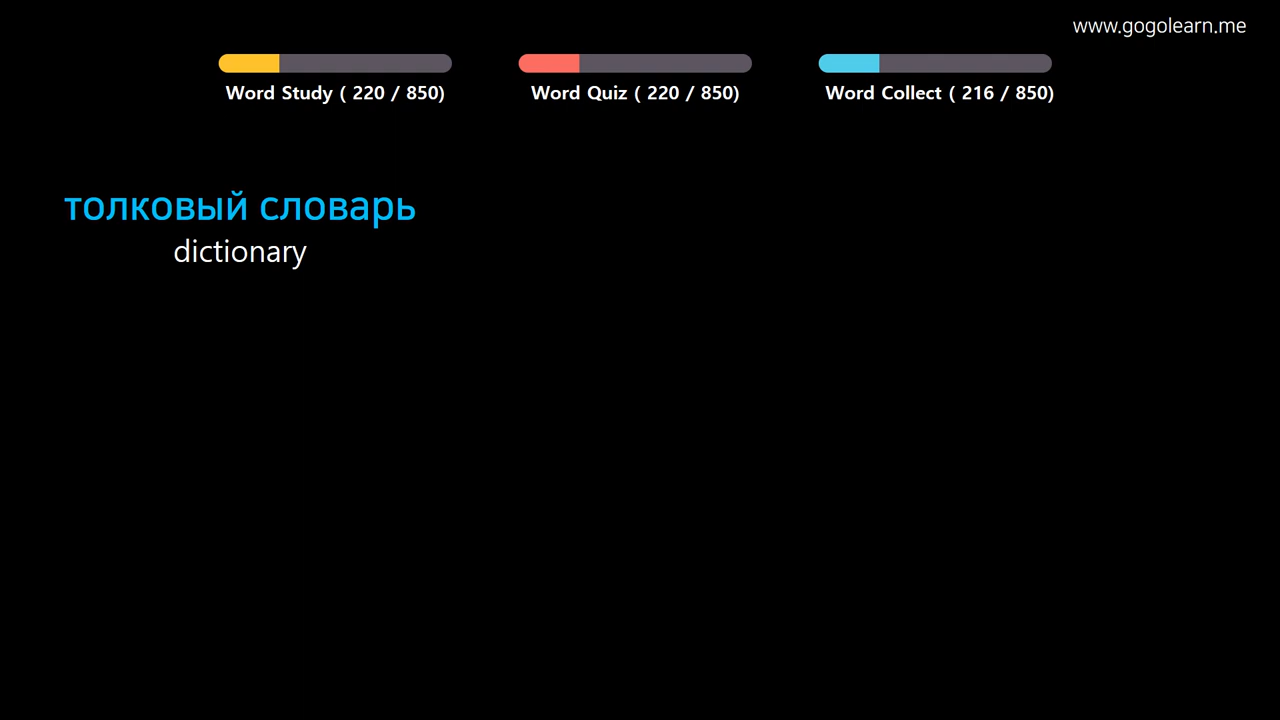 www.gogolearn.me
Word Study ( 220 / 850)
Word Quiz ( 220 / 850)
Word Collect ( 216 / 850)
толковый словарь
dictionary